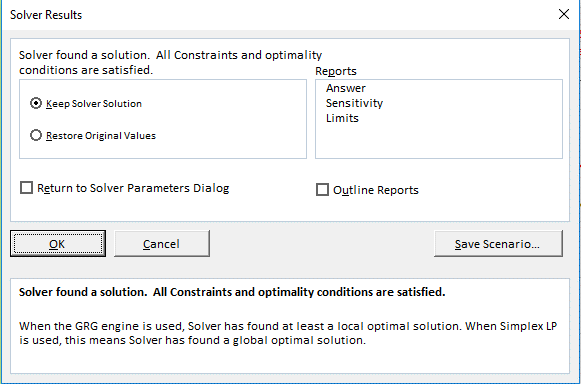 Solver Results
Solver found a solution.  All Constraints and optimality
conditions are satisfied.
Reports
Answer
Sensitivity
Limits
Keep Solver Solution
Restore Original Values
Return to Solver Parameters Dialog
Outline Reports
OK
Cancel
Save Scenario...
Solver found a solution.  All Constraints and optimality conditions are satisfied.
When the GRG engine is used, Solver has found at least a local optimal solution. When Simplex LP
is used, this means Solver has found a global optimal solution.